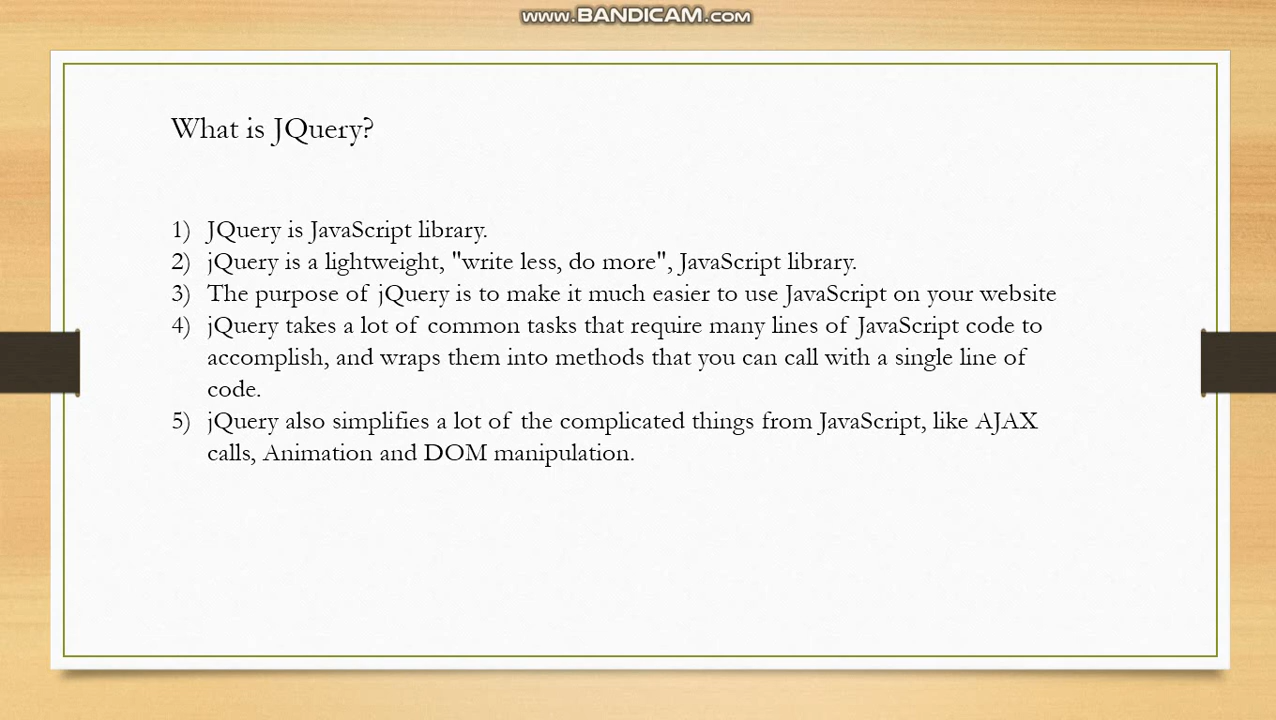 www.BANDICAM.com
What is JQuery?
1) JQuery is JavaScript library.
2) jQuery is a lightweight, "write less, do more", JavaScript library.
3) The purpose of jQuery is to make it much easier to use JavaScript on your website
4) jQuery takes a lot of common tasks that require many lines of JavaScript code to
accomplish, and wraps them into methods that you can call with a single line of
code.
5) jQuery also simplifies a lot of the complicated things from JavaScript, like AJAX
calls, Animation and DOM manipulation.